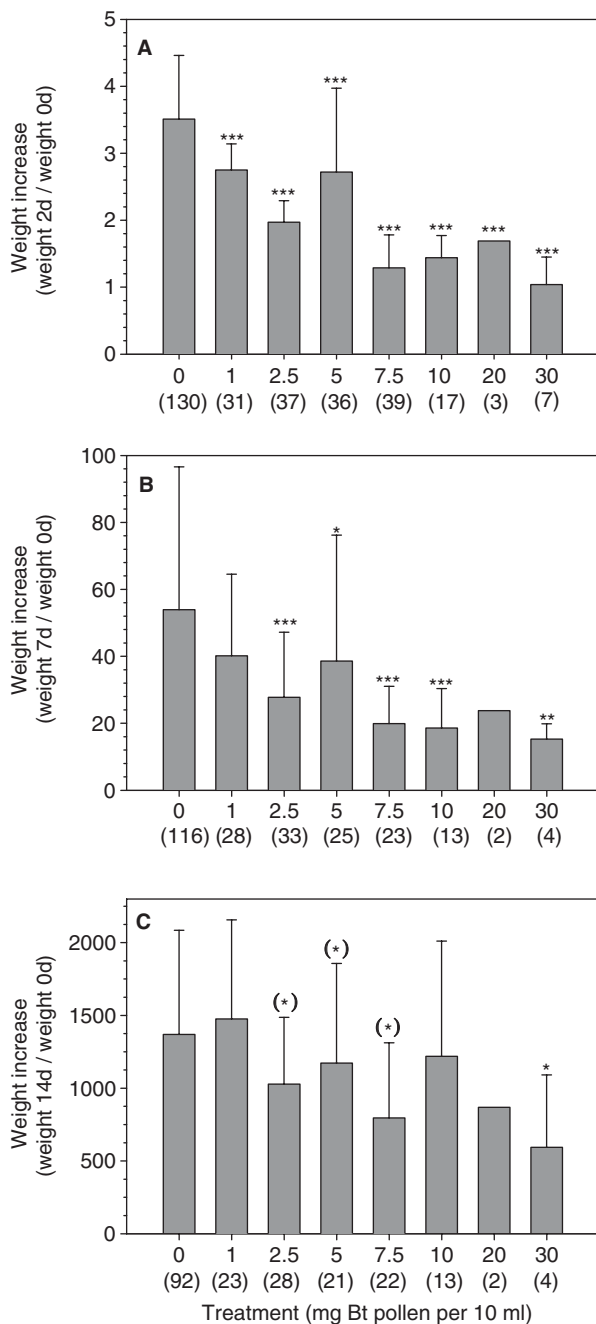 A
Weight increase
(weight 2d / weight 0d)
5
4
3
2
1
0
***
***
***
***
***
***
***
0 1 2.5 5 7.5 10 20 30
(130) (31) (37) (36) (39) (17) (3) (7)
B
Weight increase
(weight 7d / weight 0d)
100
80
60
40
20
0
***
*
***
***
**
0 1 2.5 5 7.5 10 20 30
(116) (28) (33) (25) (23) (13) (2) (4)
C
Weight increase
(weight 14d / weight 0d)
2000
1500
1000
500
0
(*)
(*)
(*)
*
0 1 2.5 5 7.5 10 20 30
(92) (23) (28) (21) (22) (13) (2) (4)
Treatment (mg Bt pollen per 10 ml)